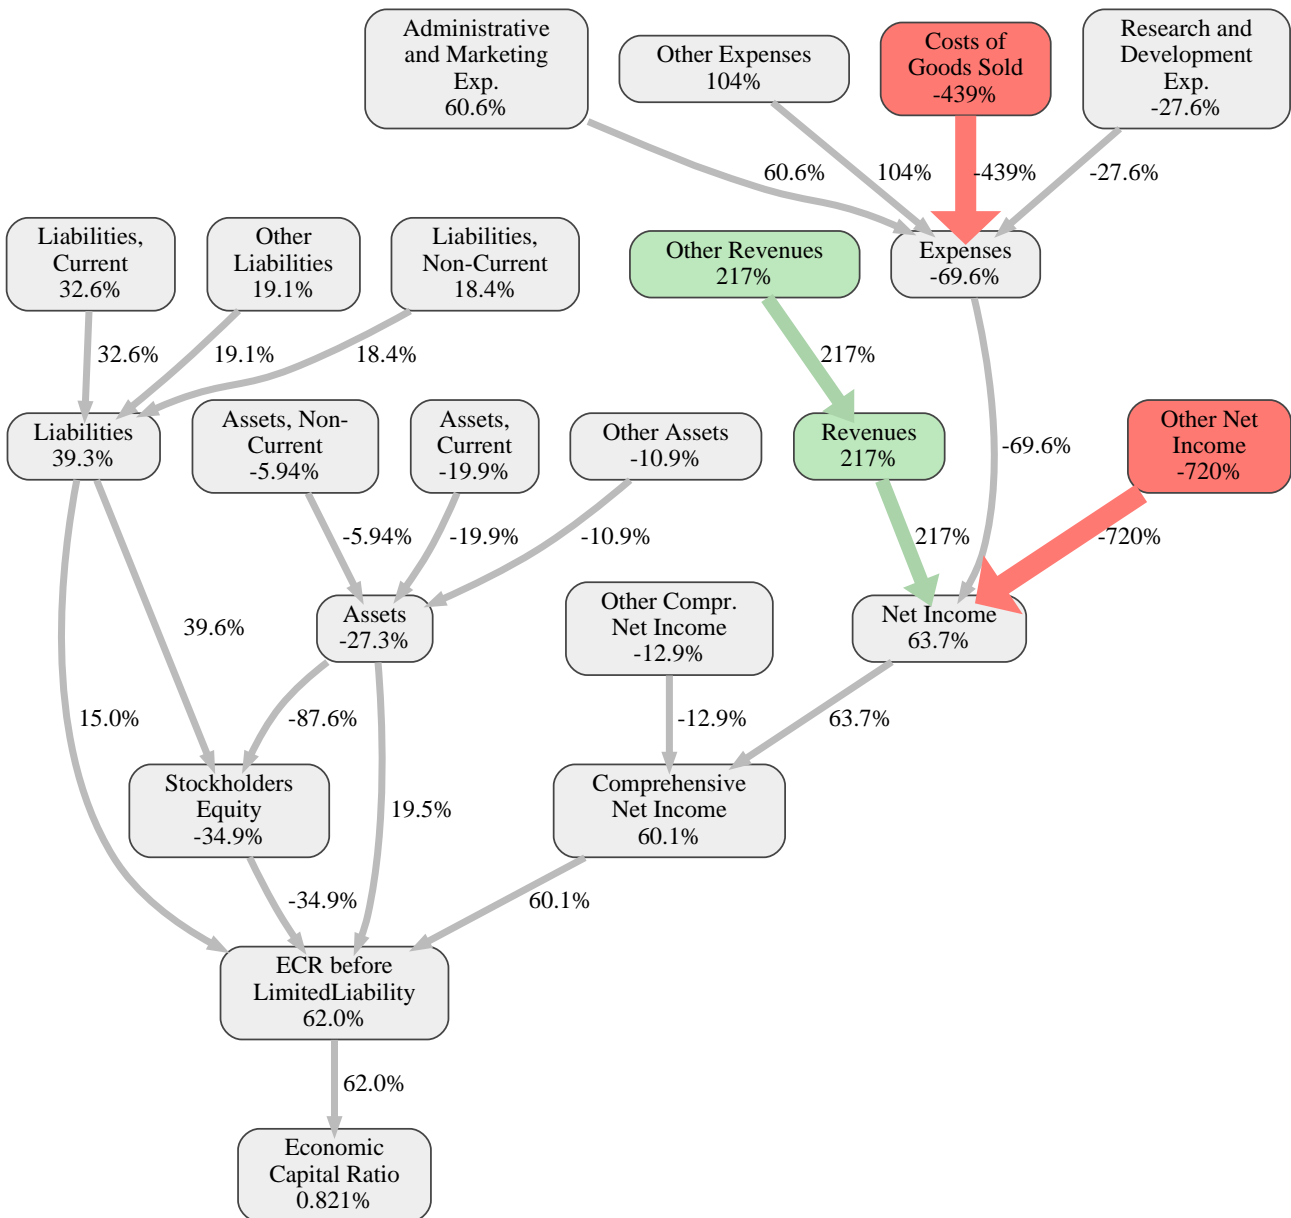 Administrative
and Marketing
Exp.
60.6%
Other Expenses
104%
Costs of
Goods Sold
-439%
Research and
Development
Exp.
-27.6%
60.6%
104%
-439%
-27.6%
Liabilities,
Current
32.6%
Other
Liabilities
19.1%
Liabilities,
Non-Current
18.4%
Other Revenues
217%
Expenses
-69.6%
32.6%
19.1%
18.4%
217%
-69.6%
Liabilities
39.3%
Assets, Non-
Current
-5.94%
Assets,
Current
-19.9%
Other Assets
-10.9%
Revenues
217%
Other Net
Income
-720%
-5.94%
-19.9%
-10.9%
217%
-720%
39.6%
Assets
-27.3%
Other Compr.
Net Income
-12.9%
Net Income
63.7%
15.0%
-87.6%
-12.9%
63.7%
Stockholders
Equity
-34.9%
19.5%
Comprehensive
Net Income
60.1%
-34.9%
60.1%
ECR before
LimitedLiability
62.0%
62.0%
Economic
Capital Ratio
0.821%